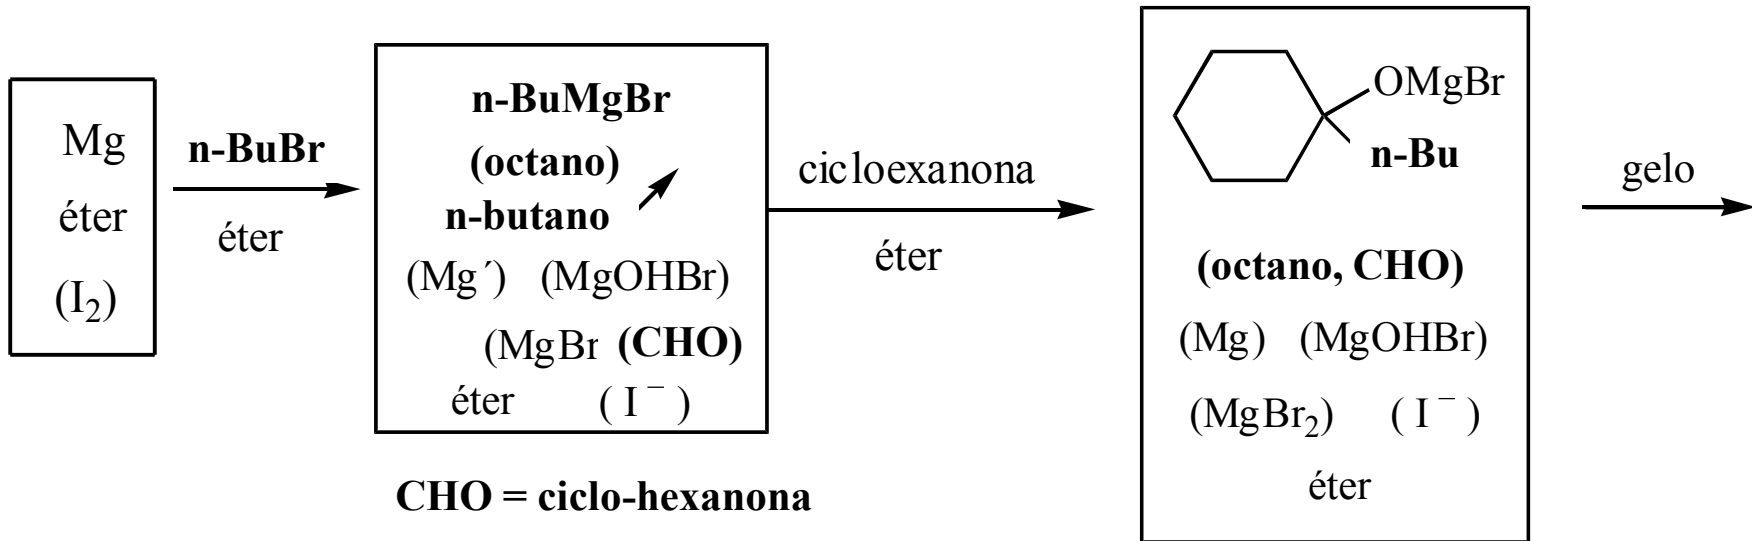 Mg
éter
(I₂)
n-BuBr
éter
n-BuMgBr
(octano)
n-butano
(Mg´) (MgOHBr)
(MgBr (CHO)
éter ( I⁻ )
CHO = ciclo-hexanona
cicloexanona
éter
OMgBr
n-Bu
(octano, CHO)
(Mg) (MgOHBr)
(MgBr₂) ( I⁻ )
éter
gelo